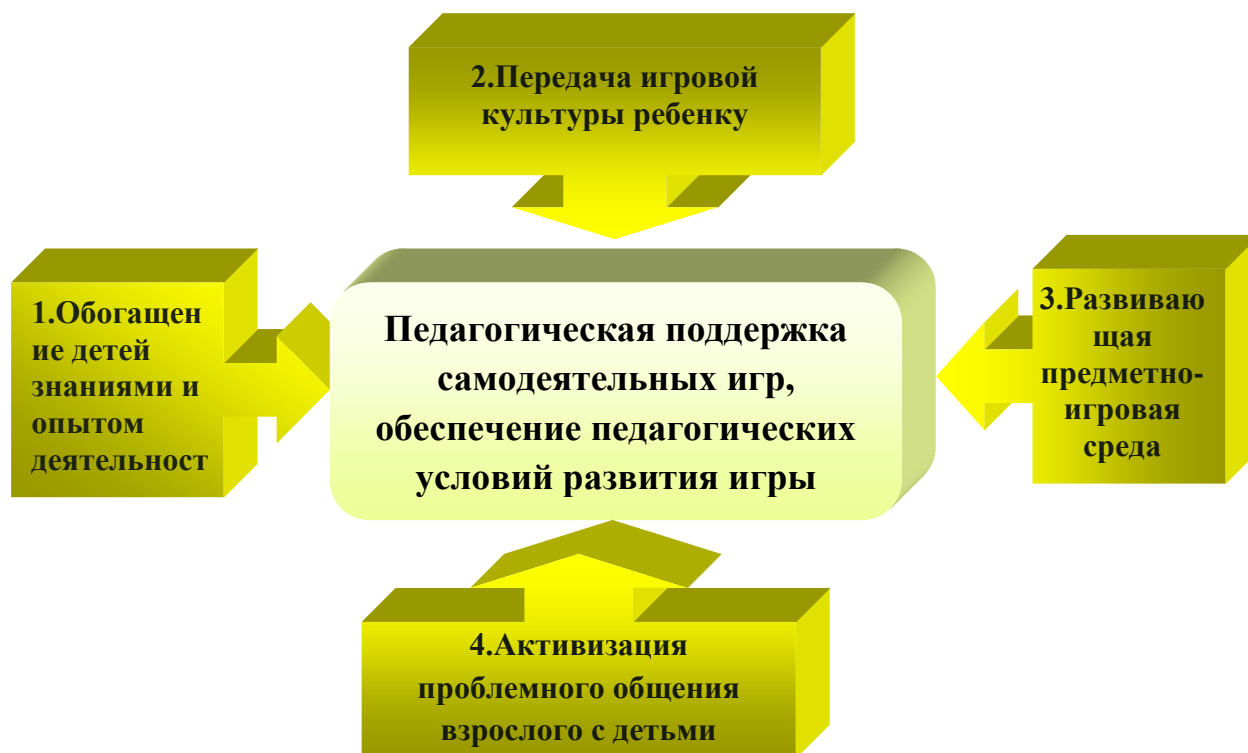 2.Передача игровой
культуры ребенку
1.Обогащен
ие детей
знаниями и
опытом
деятельност
Педагогическая поддержка
самодеятельных игр,
обеспечение педагогических
условий развития игры
3.Развиваю
щая
предметно-
игровая
среда
4.Активизация
проблемного общения
взрослого с детьми